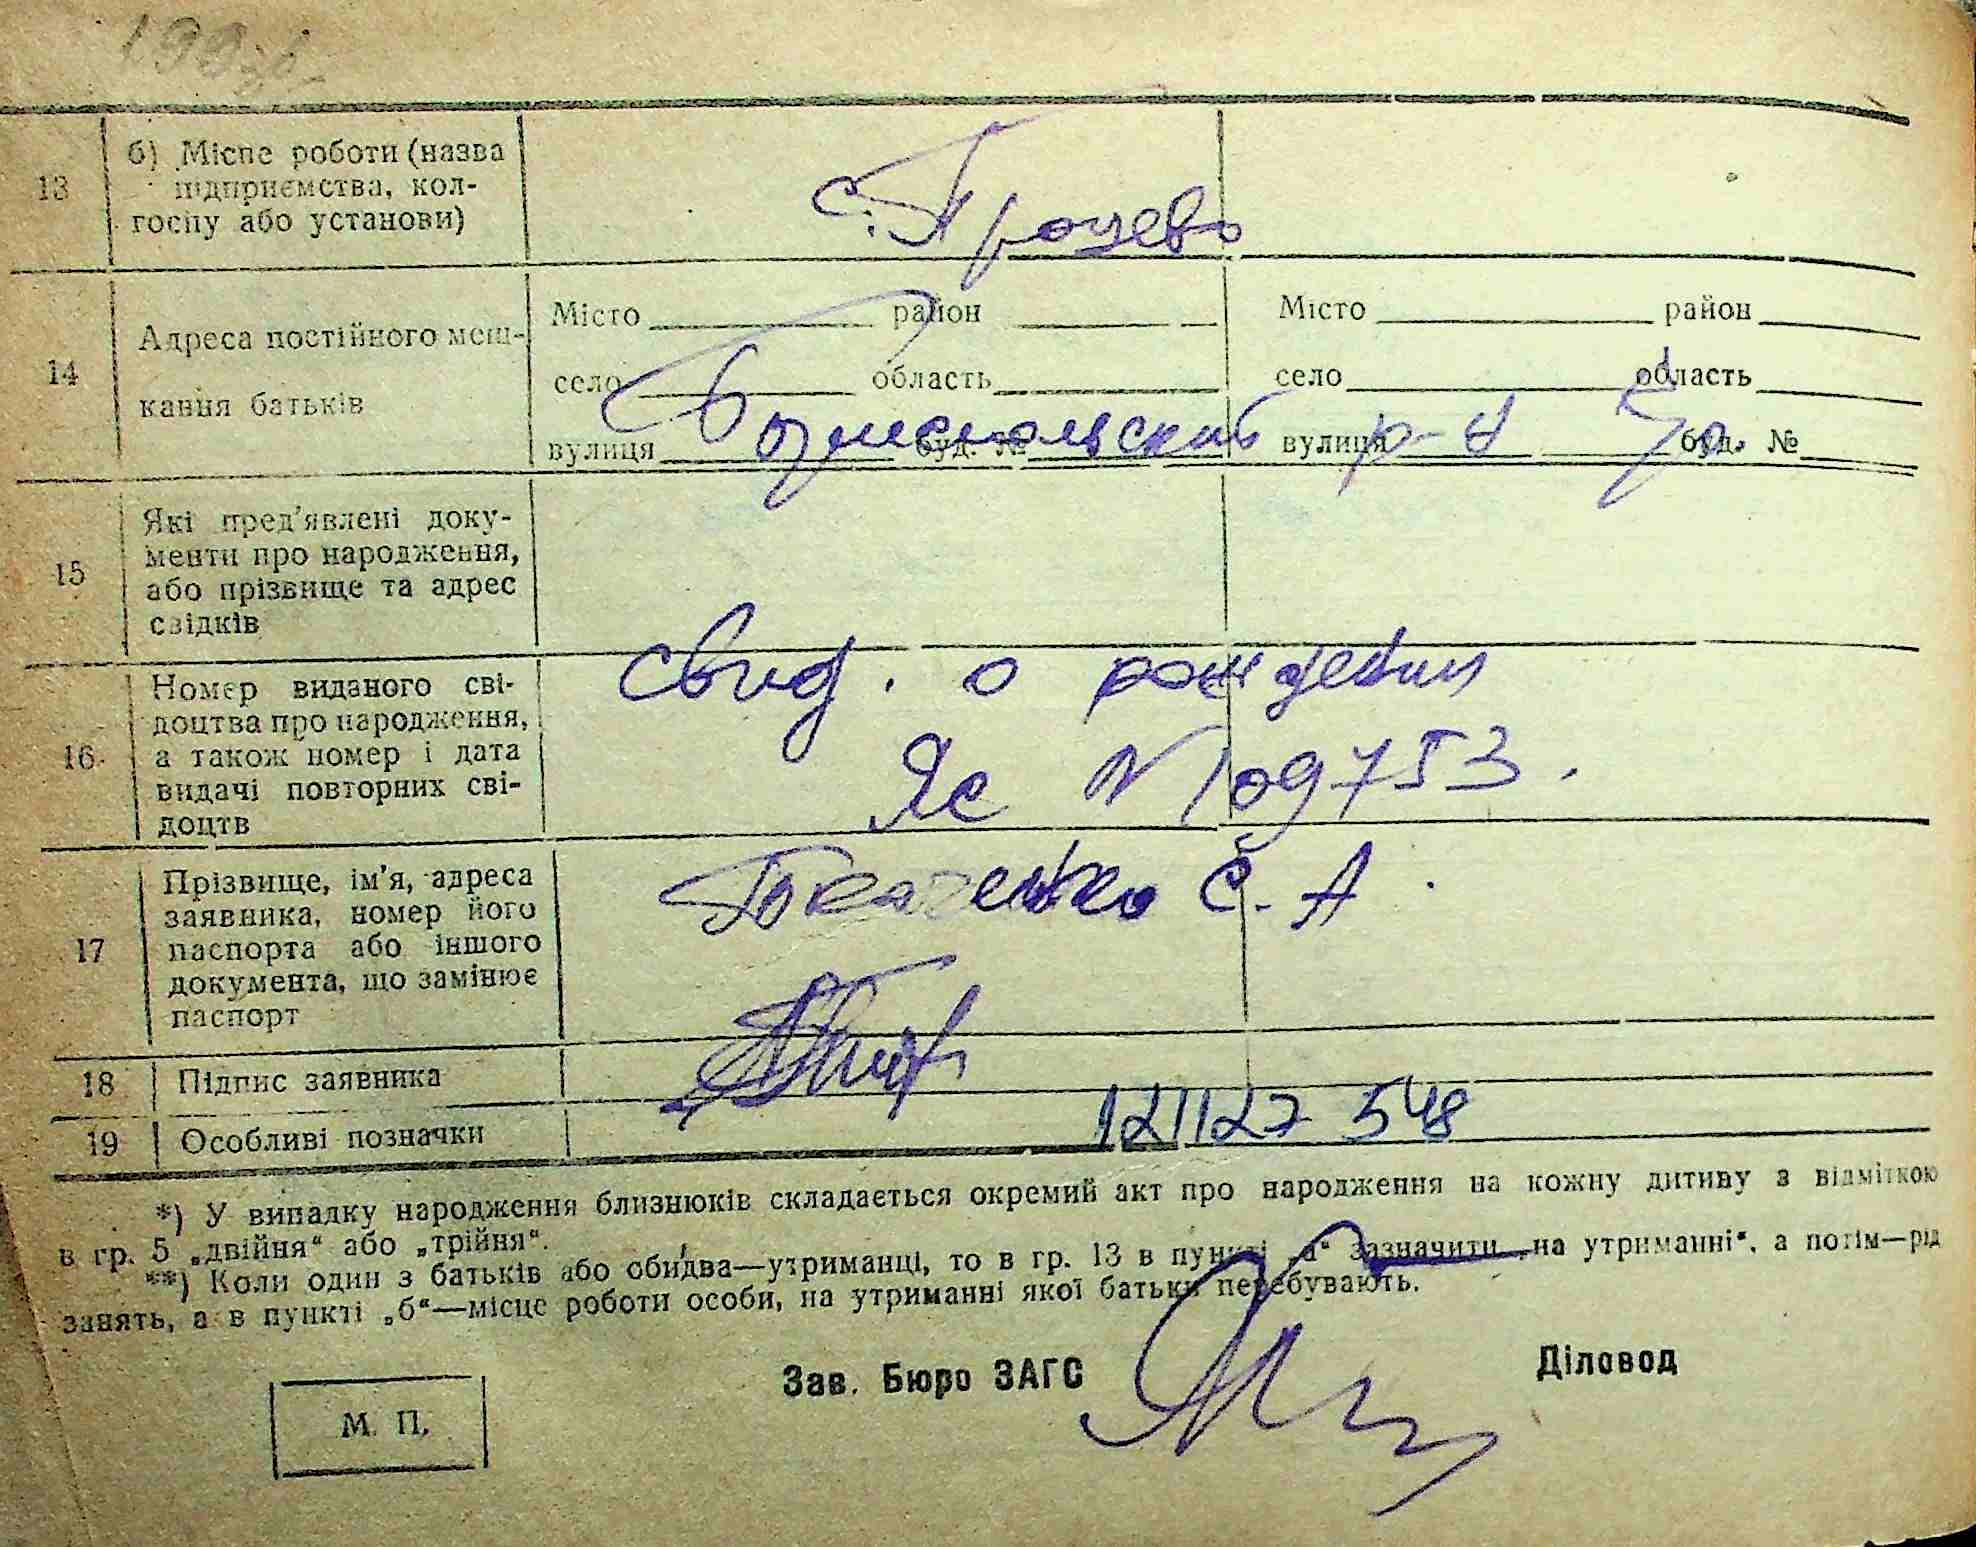 13
б) Місце роботи (назва
підприємства, кол-
госпу або установи)
с. Процево
14
Адреса постійного меш-
кання батьків
Місто район
село область
вулиця буд. №
Місто район
село область
вулиця буд. №
Бориспольский р-н
15
Які пред'явлені доку-
менти про народження,
або прізвище та адрес
свідків
16
Номер виданого сві-
доцтва про народження,
а також номер і дата
видачі повторних сві-
доцтв
Свид. о рождении
ЯС N 109753.
17
Прізвище, ім'я, адреса
заявника, номер його
паспорта або іншого
документа, що замінює
паспорт
С. А.
18
Підпис заявника
19
Особливі позначки
121127 548
*) У випадку народження близнюків складається окремий акт про народження на кожну дитину з відміткою
в гр. 5 „двійня“ або „трійня“.
**) Коли один з батьків або обидва—утриманці, то в гр. 13 в пункті „а“ зазначити „на утриманні“, а потім—рід
занять, а в пункті „б“—місце роботи особи, на утриманні якої батьки перебувають.
М. П.
Зав. Бюро ЗАГС
Діловод